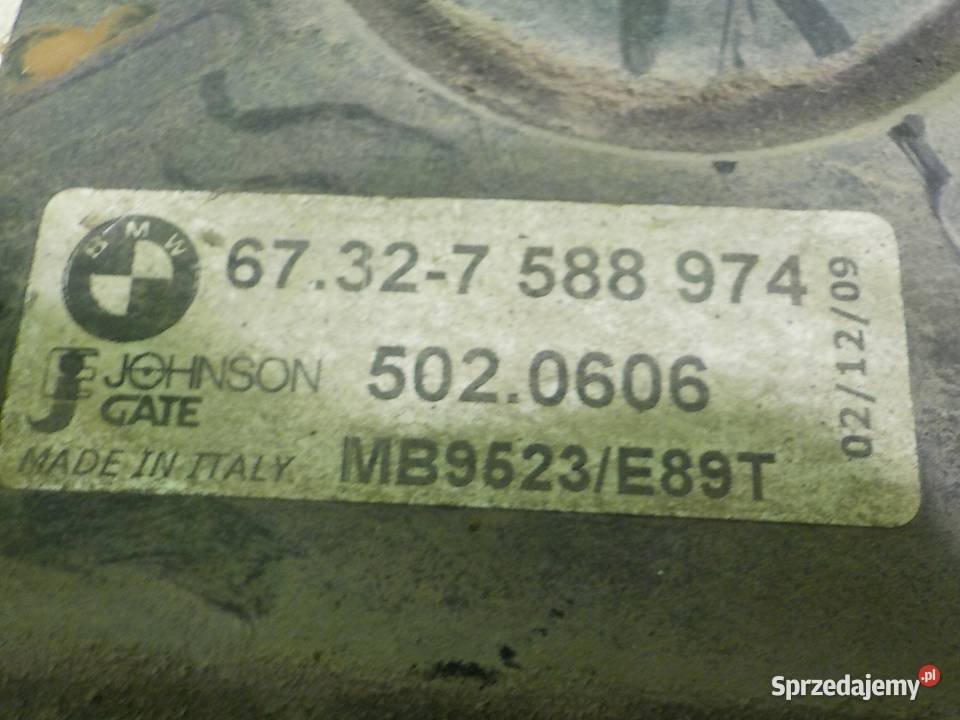 BMW
67.32-7 588 974
JOHNSON
GATE
502.0606
MADE IN ITALY
MB9523/E89T
02/12/09
Sprzedajemy.pl